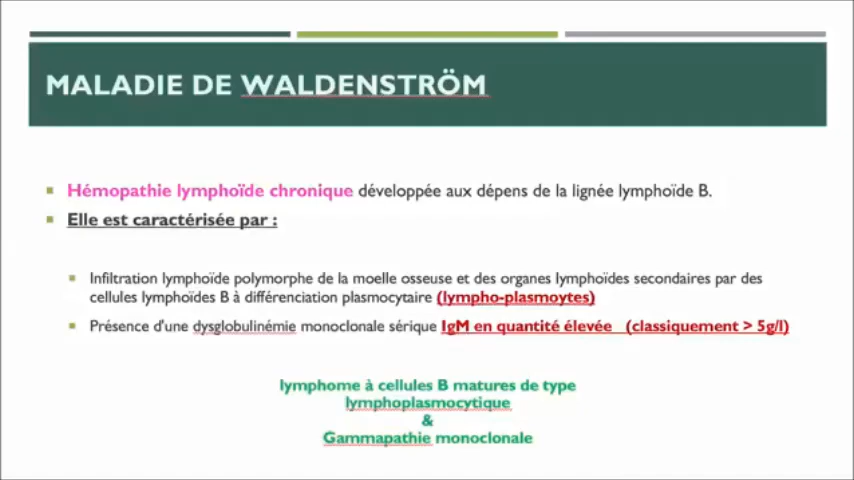 MALADIE DE WALDENSTRÖM
Hémopathie lymphoïde chronique développée aux dépens de la lignée lymphoïde B.
Elle est caractérisée par :
Infiltration lymphoïde polymorphe de la moelle osseuse et des organes lymphoïdes secondaires par des
cellules lymphoïdes B à différenciation plasmocytaire (lympho-plasmoytes)
Présence d'une dysglobulinémie monoclonale sérique IgM en quantité élevée (classiquement > 5g/l)
lymphome à cellules B matures de type
lymphoplasmocytique
&
Gammapathie monoclonale